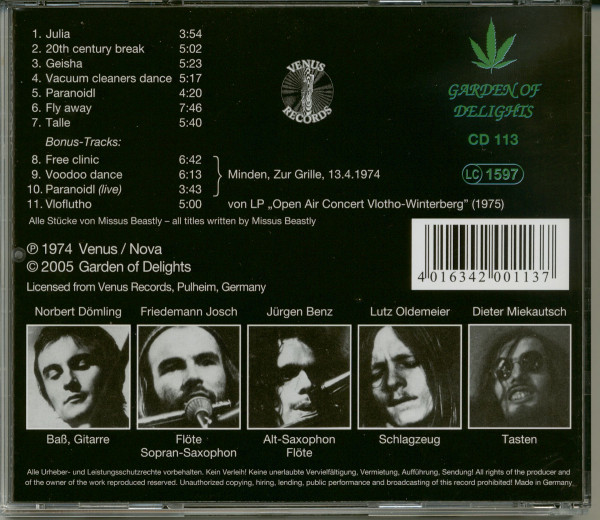 1. Julia 3:54
2. 20th century break 5:02
3. Geisha 5:23
4. Vacuum cleaners dance 5:17
5. Paranoidl 4:20
6. Fly away 7:46
7. Talle 5:40
Bonus-Tracks:
8. Free clinic 6:42
9. Voodoo dance 6:13 } Minden, Zur Grille, 13.4.1974
10. Paranoidl (live) 3:43
11. Vloflutho 5:00 von LP „Open Air Concert Vlotho-Winterberg" (1975)
Alle Stücke von Missus Beastly – all titles written by Missus Beastly
VENUS
RECORDS
GARDEN OF
DELIGHTS
CD 113
LC 1597
℗ 1974 Venus / Nova
© 2005 Garden of Delights
Licensed from Venus Records, Pulheim, Germany
4 016342 001137
Norbert Dömling Friedemann Josch Jürgen Benz Lutz Oldemeier Dieter Miekautsch
Baß, Gitarre Flöte Alt-Saxophon Schlagzeug Tasten
Sopran-Saxophon Flöte
Alle Urheber- und Leistungsschutzrechte vorbehalten. Kein Verleih! Keine unerlaubte Vervielfältigung, Vermietung, Aufführung, Sendung! All rights of the producer and
of the owner of the work reproduced reserved. Unauthorized copying, hiring, lending, public performance and broadcasting of this record prohibited! Made in Germany